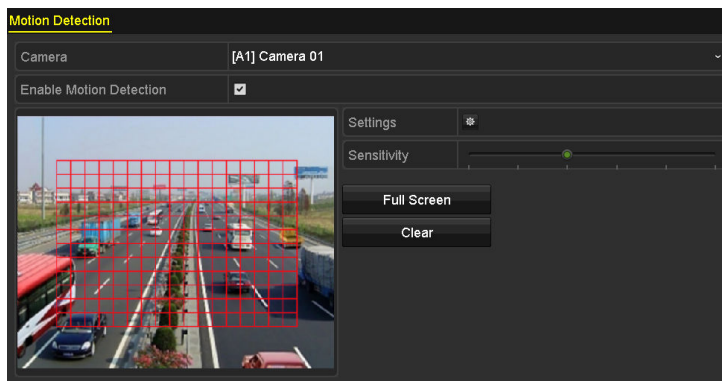 Motion Detection
Camera [A1] Camera 01
Enable Motion Detection
Settings
Sensitivity
Full Screen
Clear